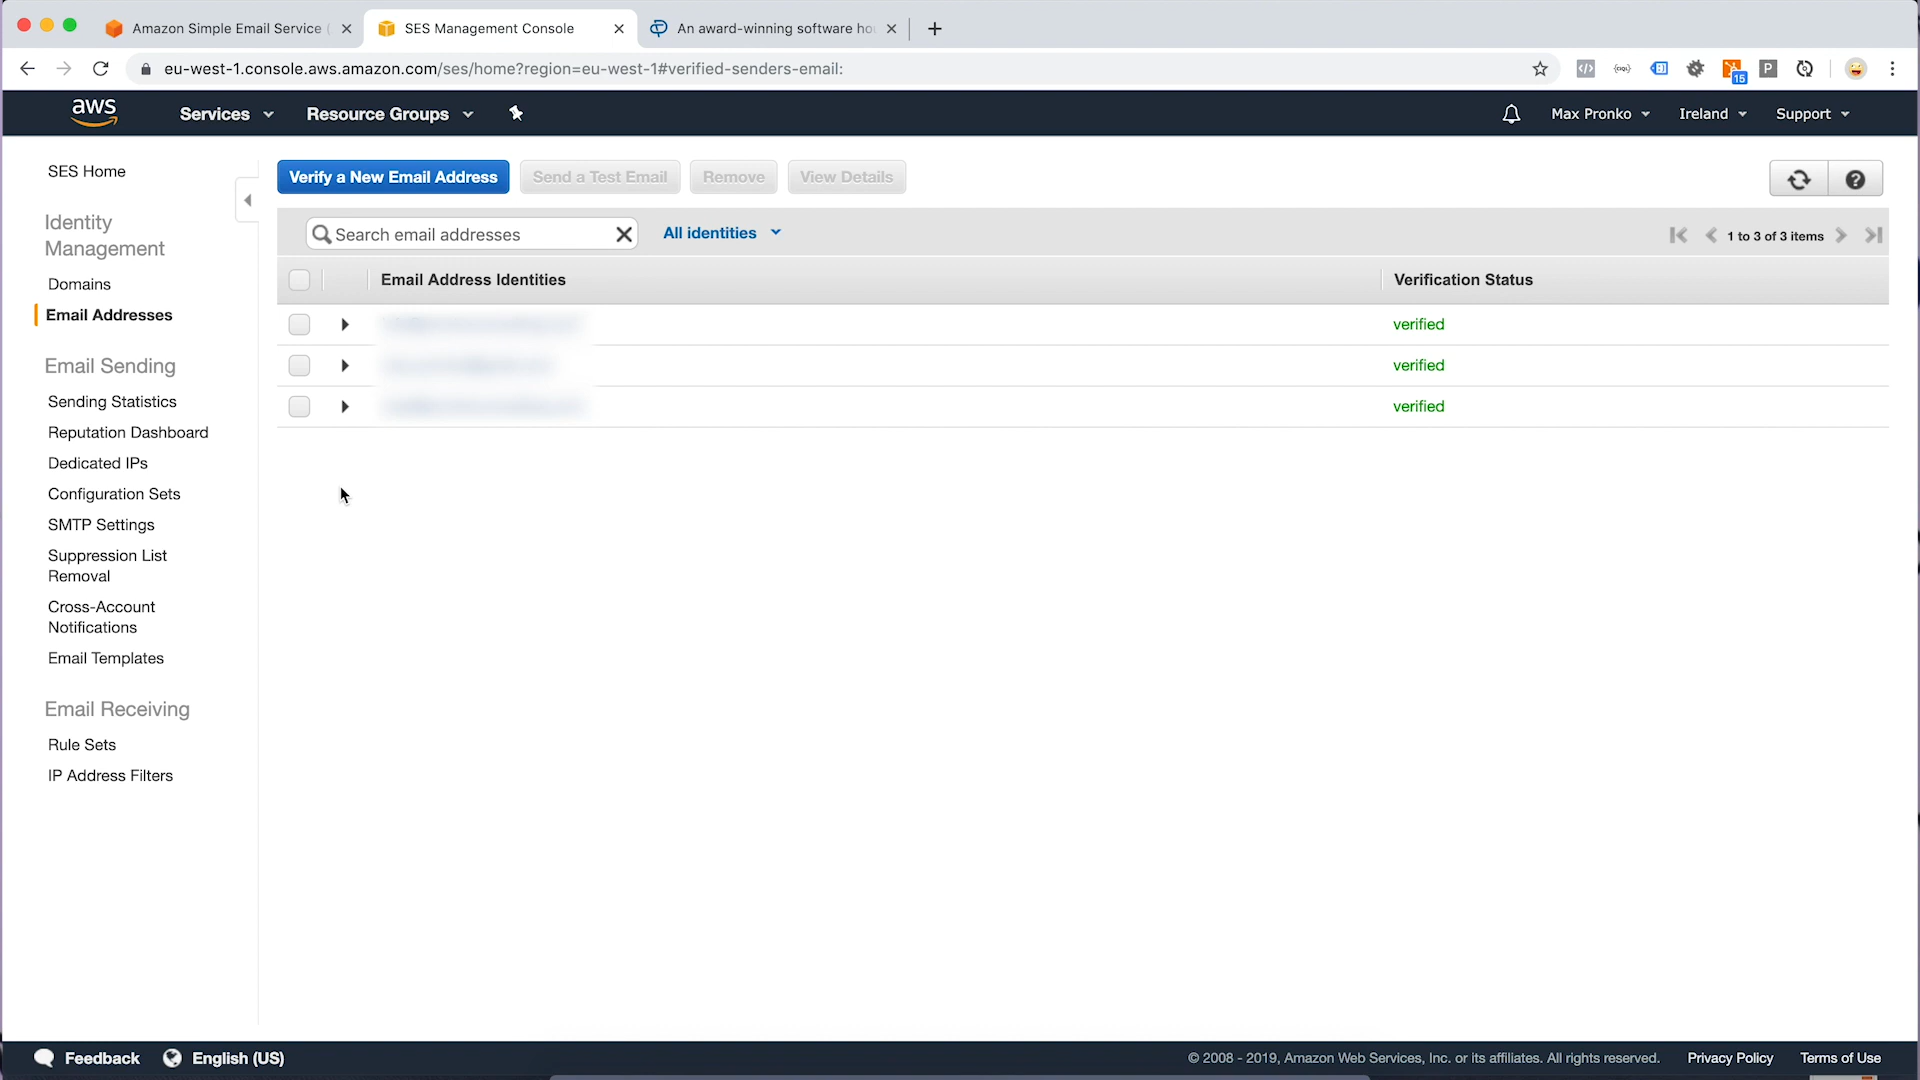 Amazon Simple Email Service (
SES Management Console
An award-winning software hou
eu-west-1.console.aws.amazon.com/ses/home?region=eu-west-1#verified-senders-email:
15
P
aws
Services
Resource Groups
Max Pronko
Ireland
Support
SES Home
Identity
Management
Domains
Email Addresses
Email Sending
Sending Statistics
Reputation Dashboard
Dedicated IPs
Configuration Sets
SMTP Settings
Suppression List
Removal
Cross-Account
Notifications
Email Templates
Email Receiving
Rule Sets
IP Address Filters
Verify a New Email Address
Send a Test Email
Remove
View Details
Search email addresses
All identities
1 to 3 of 3 items
Email Address Identities
Verification Status
verified
verified
verified
Feedback
English (US)
© 2008 - 2019, Amazon Web Services, Inc. or its affiliates. All rights reserved.
Privacy Policy
Terms of Use